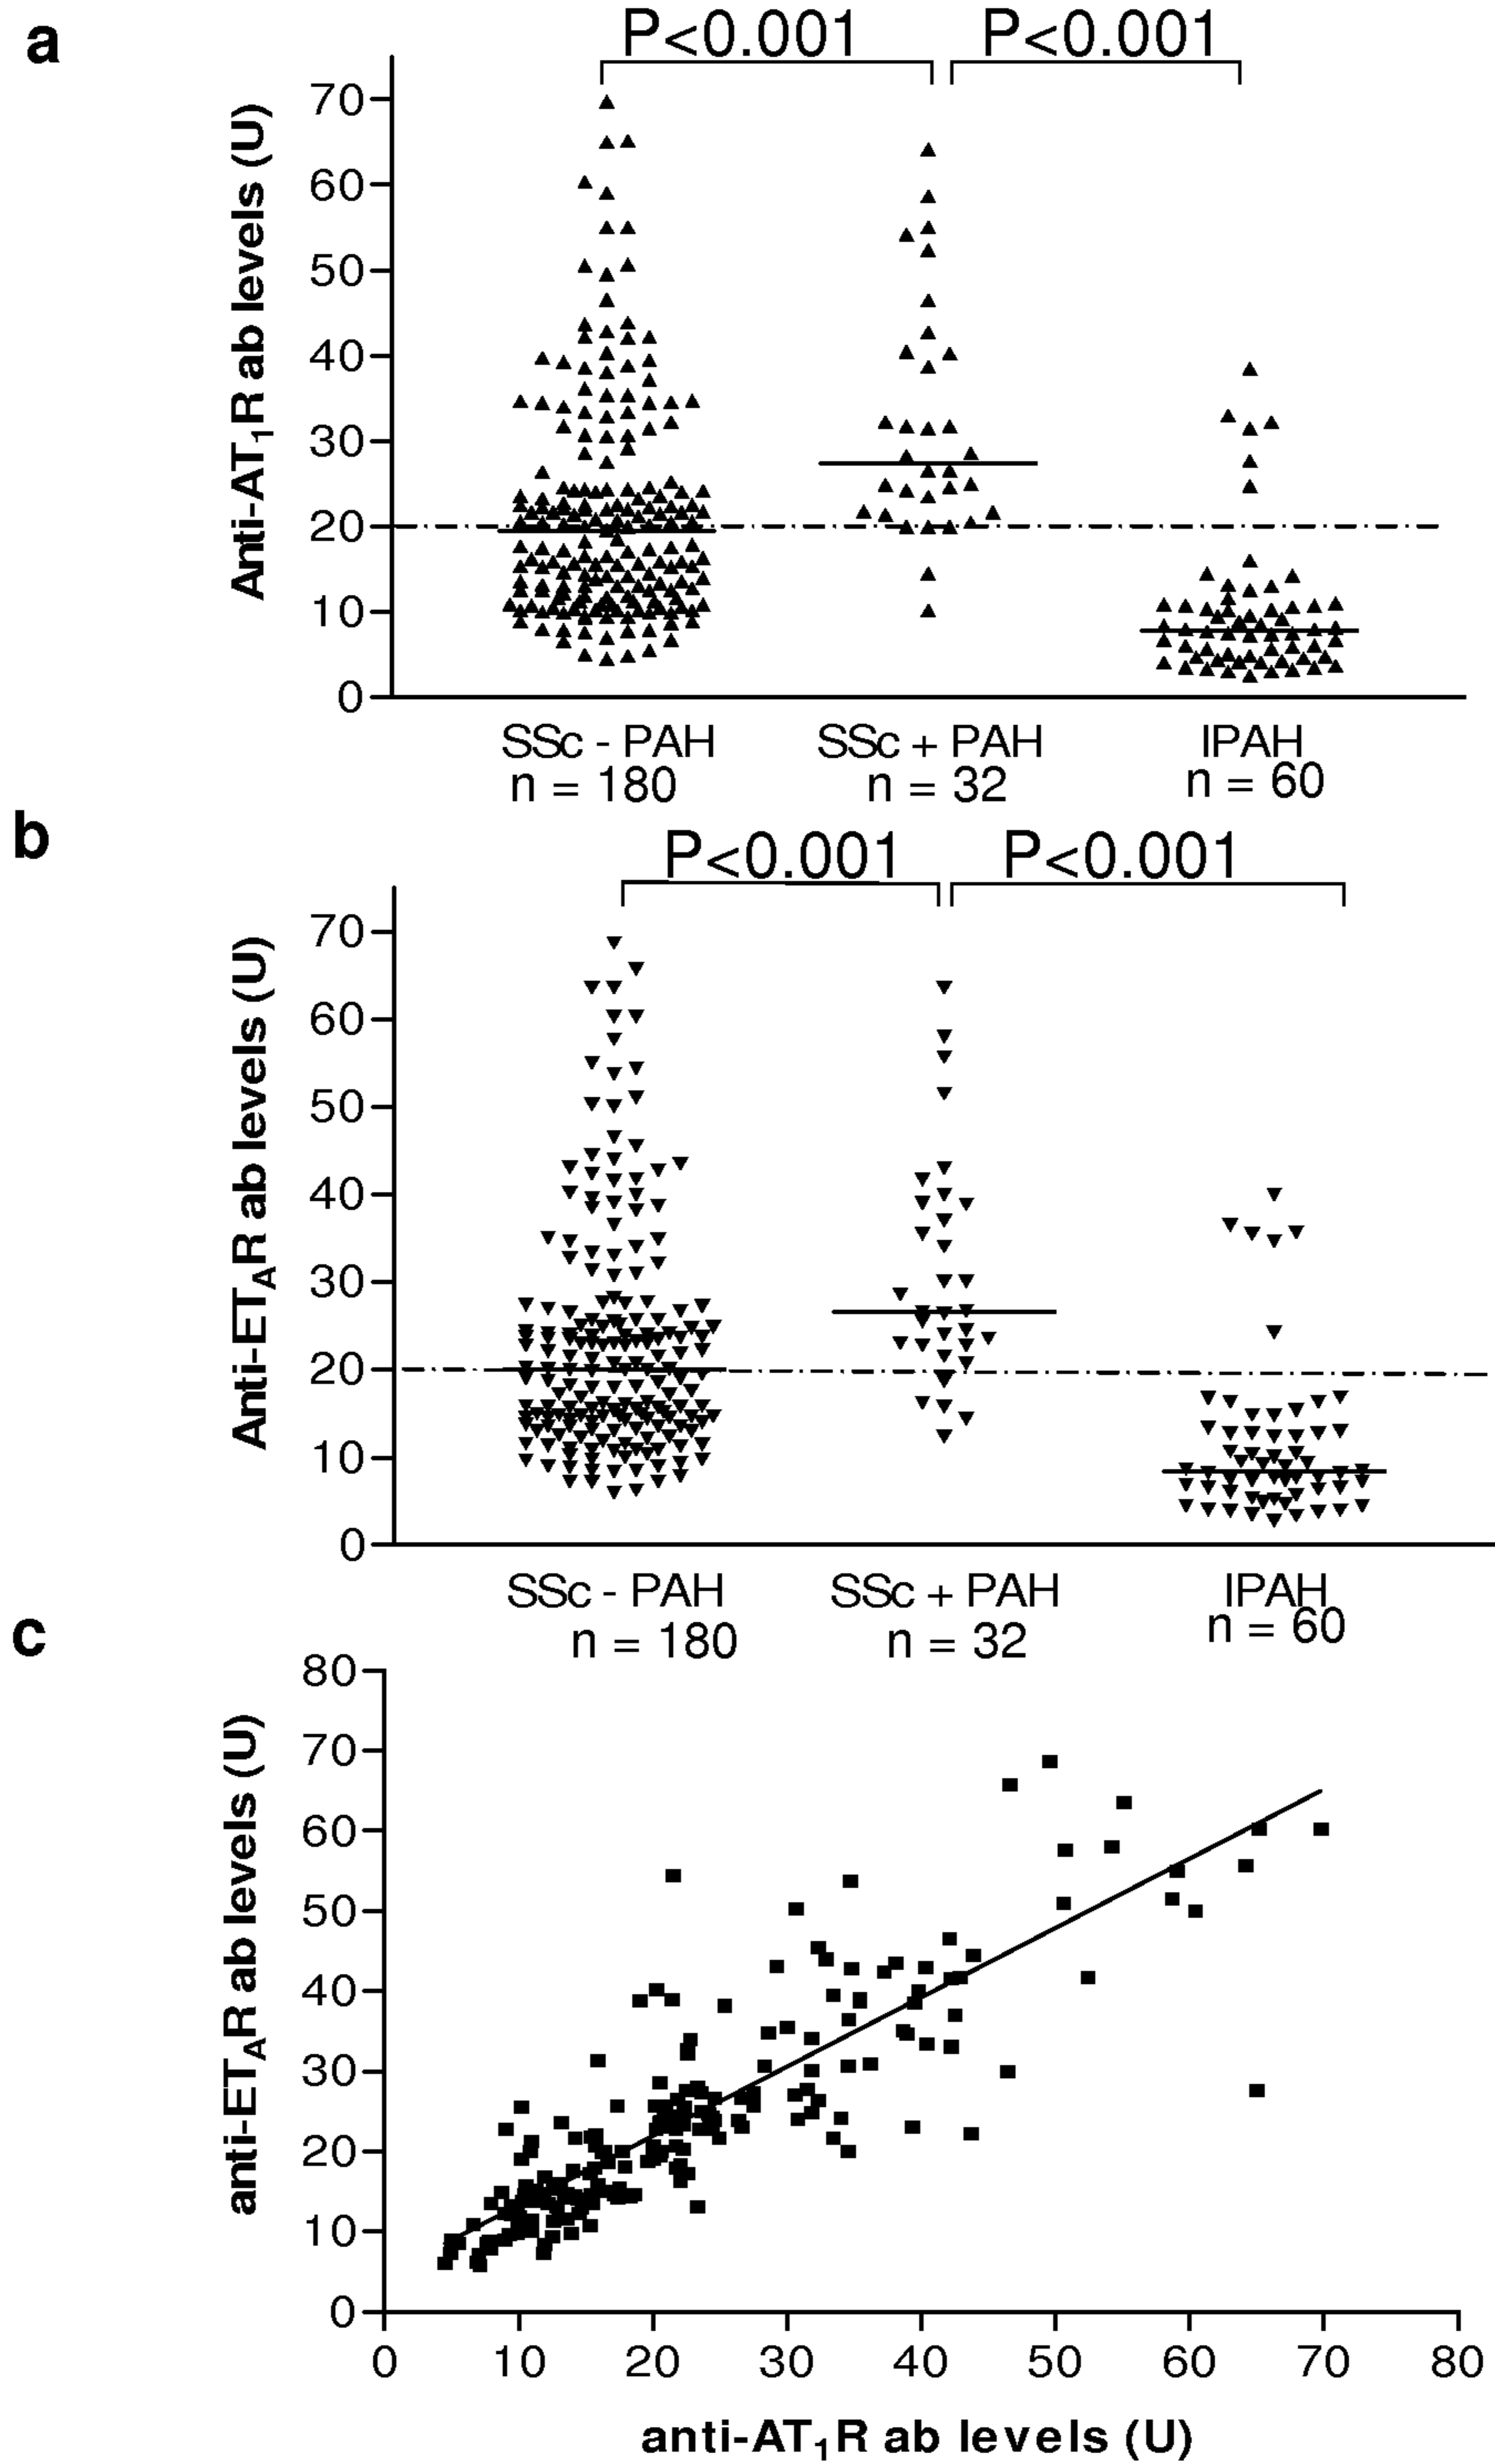 a
P<0.001 P<0.001
Anti-AT1R ab levels (U)
70
60
50
40
30
20
10
0
SSc - PAH SSc + PAH IPAH
n = 180 n = 32 n = 60
b
P<0.001 P<0.001
Anti-ETAR ab levels (U)
70
60
50
40
30
20
10
0
SSc - PAH SSc + PAH IPAH
n = 180 n = 32 n = 60
c
anti-ETAR ab levels (U)
80
70
60
50
40
30
20
10
0
0 10 20 30 40 50 60 70 80
anti-AT1R ab levels (U)